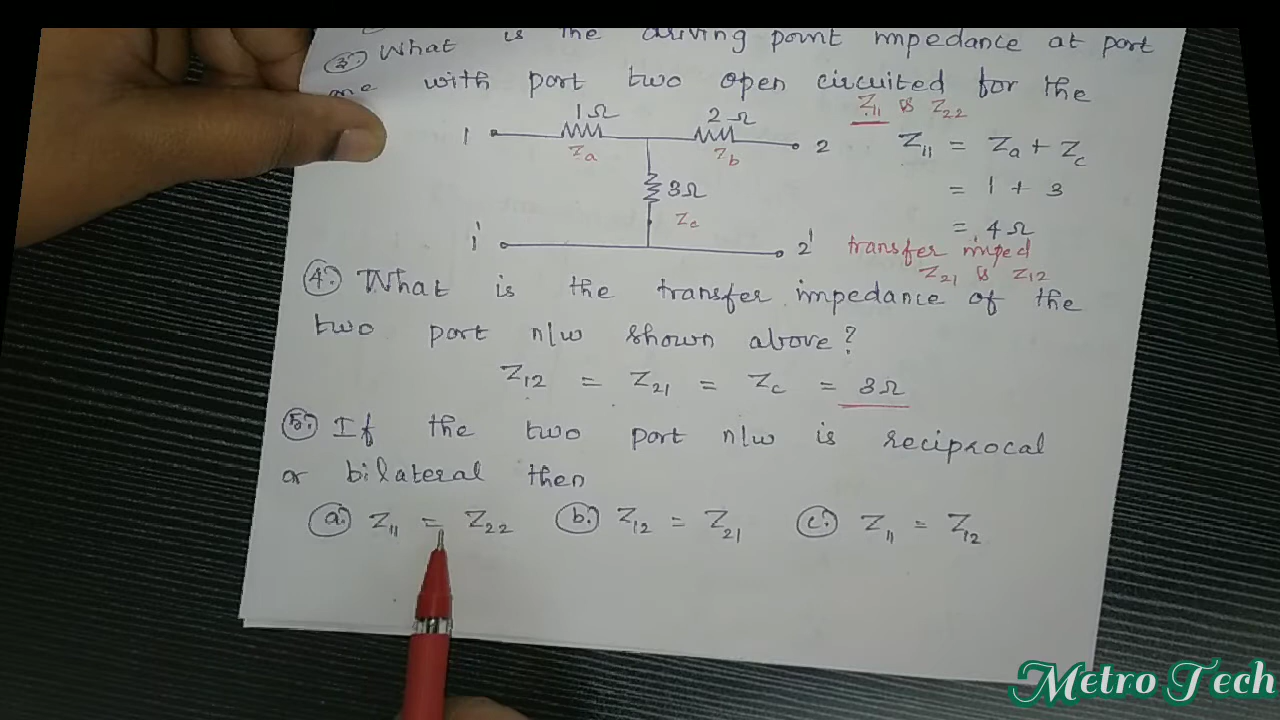 3. What is the driving point impedance at port
one with port two open circuited for the
Z11 & Z22
1Ω 2Ω
1 Za Zb 2
Z11 = Za + Zc
3Ω
= 1 + 3
Zc
= 4Ω
1' 2'
transfer imped
Z21 & Z12
4. What is the transfer impedance of the
two port n/w shown above?
Z12 = Z21 = Zc = 3Ω
5. If the two port n/w is reciprocal
or bilateral then
a. Z11 = Z22 b. Z12 = Z21 c. Z11 = Z12
Metro Tech